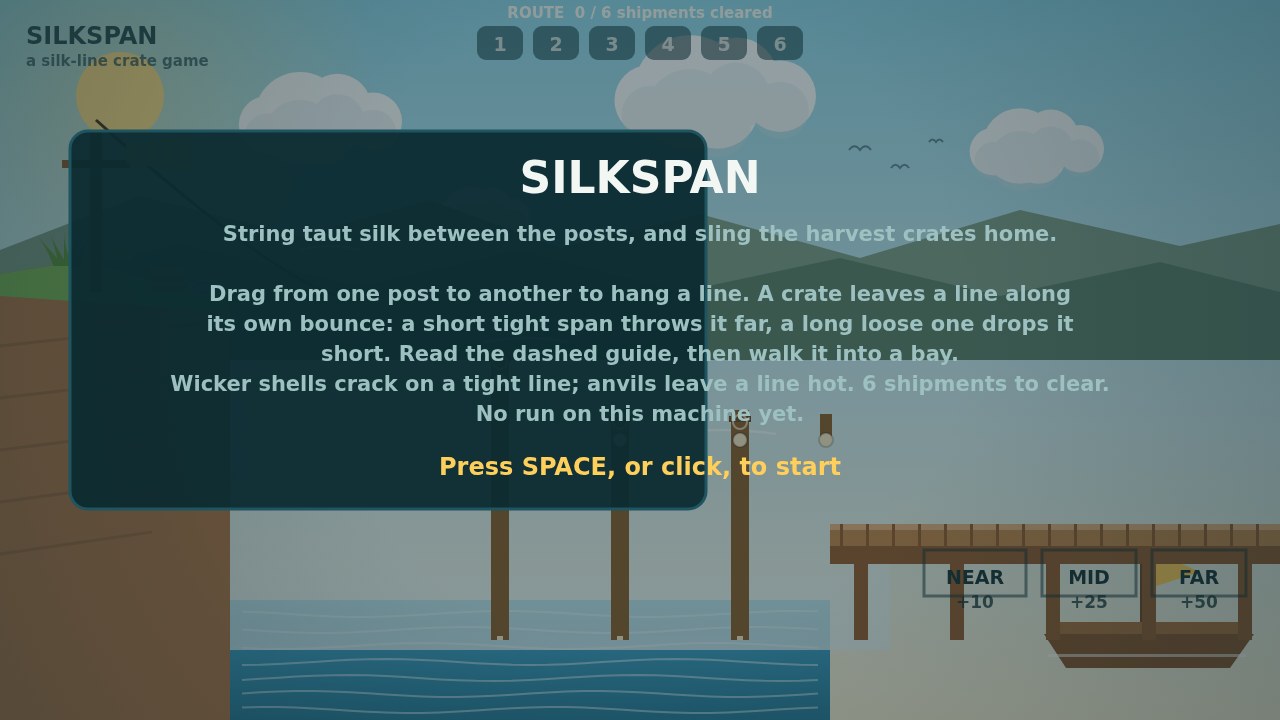 ROUTE 0 / 6 shipments cleared
SILKSPAN
a silk-line crate game
1 2 3 4 5 6
SILKSPAN
String taut silk between the posts, and sling the harvest crates home.
Drag from one post to another to hang a line. A crate leaves a line along
its own bounce: a short tight span throws it far, a long loose one drops it
short. Read the dashed guide, then walk it into a bay.
Wicker shells crack on a tight line; anvils leave a line hot. 6 shipments to clear.
No run on this machine yet.
Press SPACE, or click, to start
NEAR MID FAR
+10 +25 +50